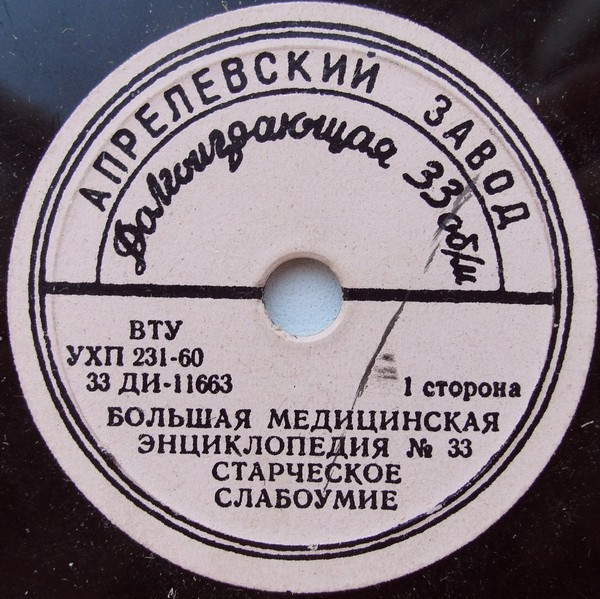 АПРЕЛЕВСКИЙ ЗАВОД
Долгоиграющая 33 об/м
ВТУ
УХП 231-60
33 ДИ-11663
1 сторона
БОЛЬШАЯ МЕДИЦИНСКАЯ
ЭНЦИКЛОПЕДИЯ № 33
СТАРЧЕСКОЕ
СЛАБОУМИЕ